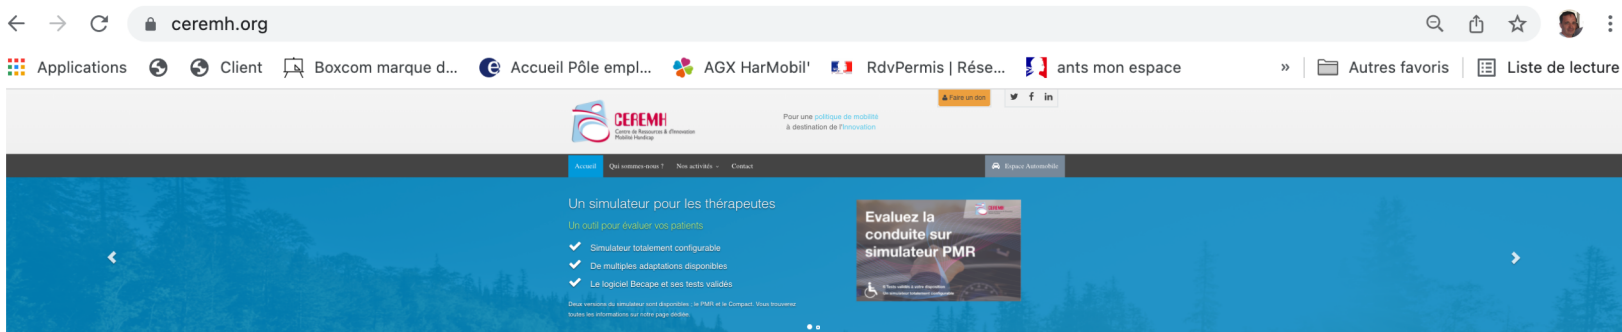 ceremh.org
Applications
Client
Boxcom marque d...
Accueil Pôle empl...
AGX HarMobil'
RdvPermis | Rése...
ants mon espace
»
Autres favoris
Liste de lecture
Faire un don
CEREMH
Centre de Ressources & d'Innovation
Mobilité Handicap
Pour une politique de mobilité
à destination de l'innovation
Accueil
Qui sommes-nous ?
Nos activités
Contact
Espace Automobile
Un simulateur pour les thérapeutes
Un outil pour évaluer vos patients
Simulateur totalement configurable
De multiples adaptations disponibles
Le logiciel Becape et ses tests validés
Deux versions du simulateur sont disponibles : le PMR et le Compact. Vous trouverez
toutes les informations sur notre page dédiée.
CEREMH
Evaluez la
conduite sur
simulateur PMR